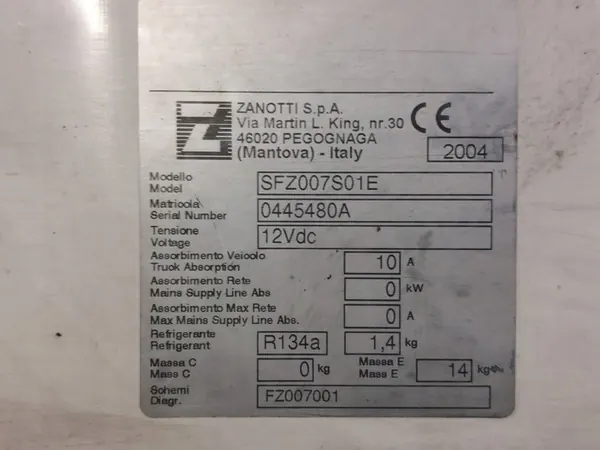 ZANOTTI S.p.A.
Via Martin L. King, nr.30
46020 PEGOGNAGA
(Mantova) - Italy
CE
2004
Modello
Model
SFZ007S01E
Matricola
Serial Number
0445480A
Tensione
Voltage
12Vdc
Assorbimento Veicolo
Truck Absorption
10 A
Assorbimento Rete
Mains Supply Line Abs
0 kW
Assorbimento Max Rete
Max Mains Supply Line Abs.
0 A
Refrigerante
Refrigerant
R134a 1,4 kg
Massa C
Mass C
0 kg
Massa E
Mass E
14 kg
Schemi
Diagr.
FZ007001